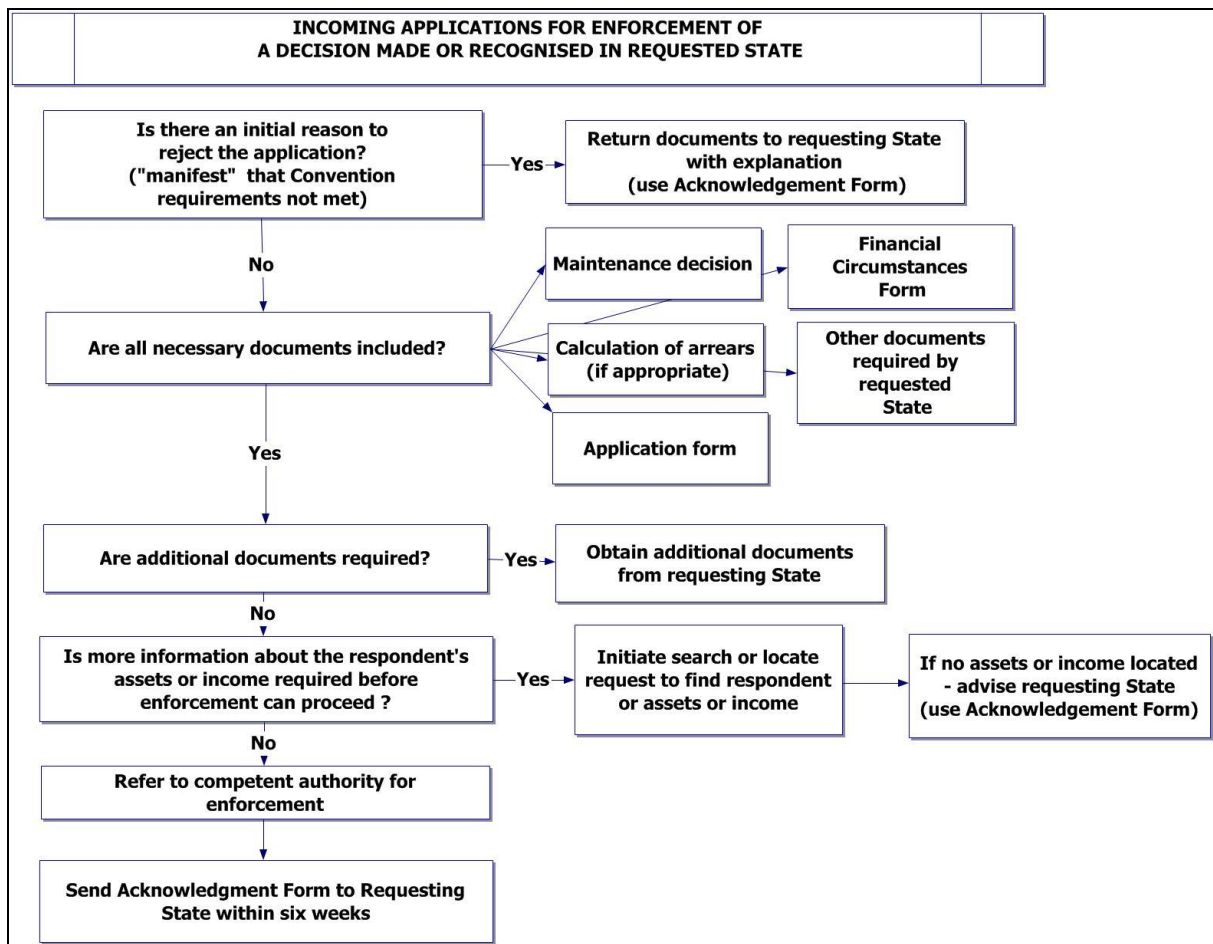 INCOMING APPLICATIONS FOR ENFORCEMENT OF
A DECISION MADE OR RECOGNISED IN REQUESTED STATE
Is there an initial reason to
reject the application?
("manifest" that Convention
requirements not met)
Yes
Return documents to requesting State
with explanation
(use Acknowledgement Form)
No
Maintenance decision
Financial
Circumstances
Form
Are all necessary documents included?
Calculation of arrears
(if appropriate)
Other documents
required by
requested
State
Application form
Yes
Are additional documents required?
Yes
Obtain additional documents
from requesting State
No
Is more information about the respondent's
assets or income required before
enforcement can proceed ?
Yes
Initiate search or locate
request to find respondent
or assets or income
If no assets or income located
- advise requesting State
(use Acknowledgement Form)
No
Refer to competent authority for
enforcement
Send Acknowledgment Form to Requesting
State within six weeks